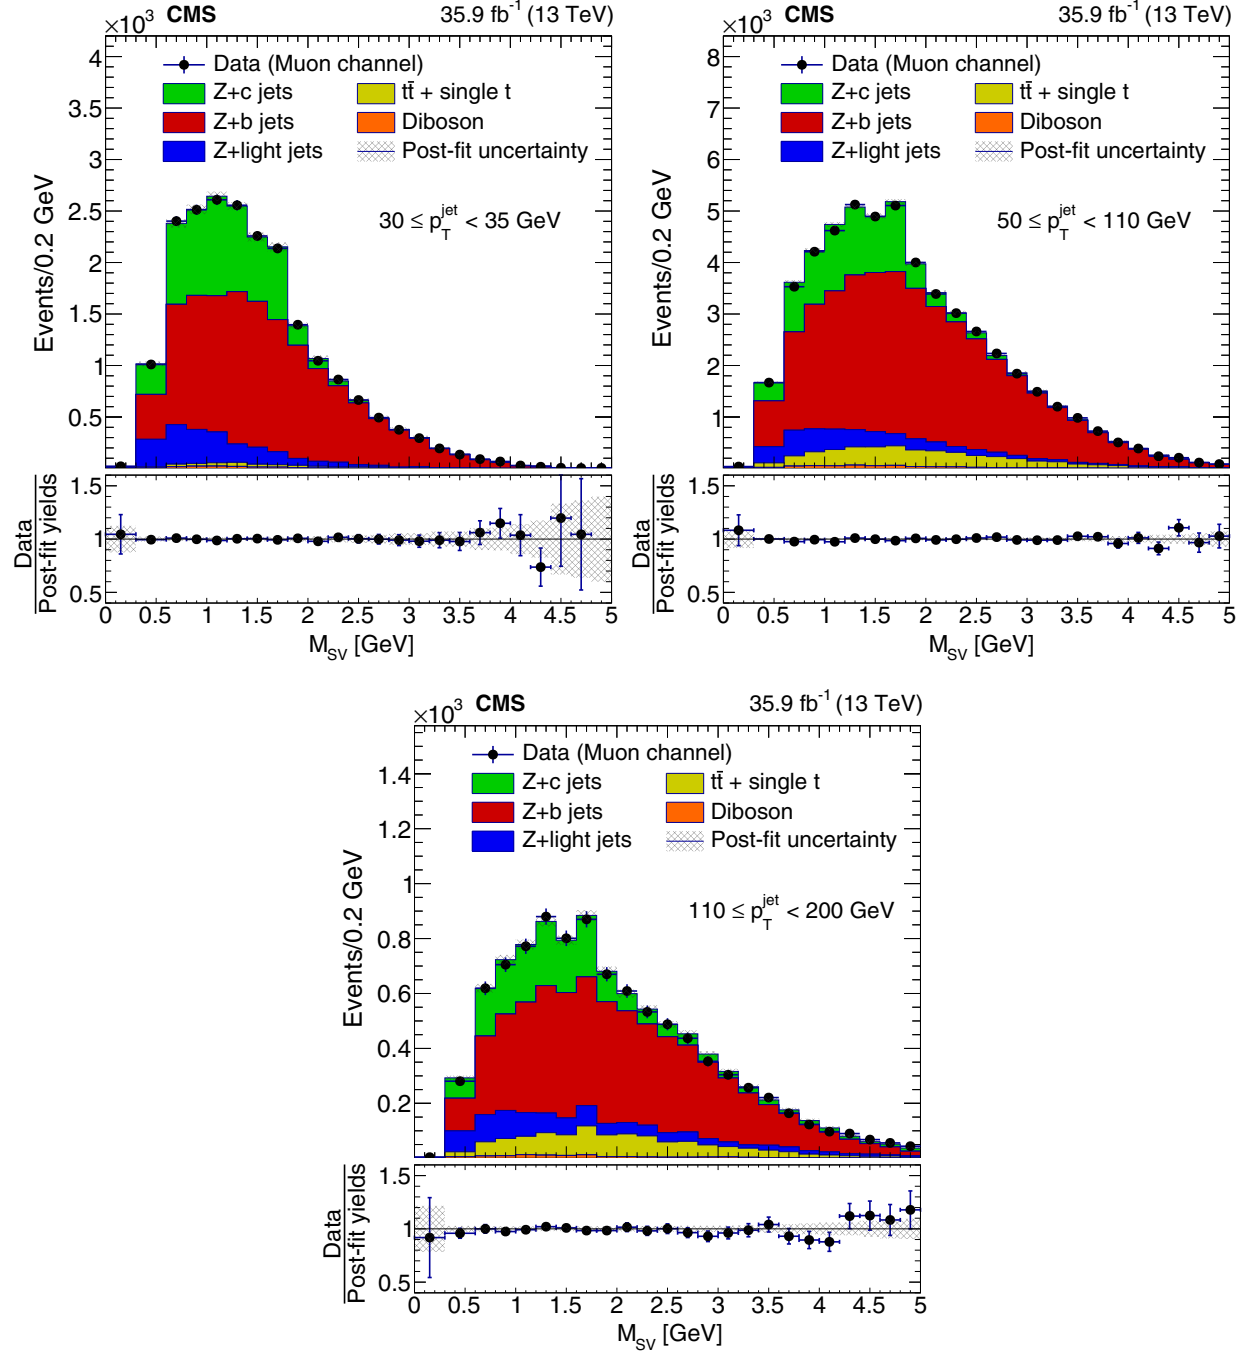 ×10³ CMS 35.9 fb⁻¹ (13 TeV)
Data (Muon channel)
Z+c jets tt̄ + single t
Z+b jets Diboson
Z+light jets Post-fit uncertainty
30 ≤ p_T^jet < 35 GeV
Events/0.2 GeV
4
3.5
3
2.5
2
1.5
1
0.5
Data
Post-fit yields
1.5
1
0.5
0 0.5 1 1.5 2 2.5 3 3.5 4 4.5 5
M_SV [GeV]
×10³ CMS 35.9 fb⁻¹ (13 TeV)
Data (Muon channel)
Z+c jets tt̄ + single t
Z+b jets Diboson
Z+light jets Post-fit uncertainty
50 ≤ p_T^jet < 110 GeV
Events/0.2 GeV
8
7
6
5
4
3
2
1
Data
Post-fit yields
1.5
1
0.5
0 0.5 1 1.5 2 2.5 3 3.5 4 4.5 5
M_SV [GeV]
×10³ CMS 35.9 fb⁻¹ (13 TeV)
Data (Muon channel)
Z+c jets tt̄ + single t
Z+b jets Diboson
Z+light jets Post-fit uncertainty
110 ≤ p_T^jet < 200 GeV
Events/0.2 GeV
1.4
1.2
1
0.8
0.6
0.4
0.2
Data
Post-fit yields
1.5
1
0.5
0 0.5 1 1.5 2 2.5 3 3.5 4 4.5 5
M_SV [GeV]